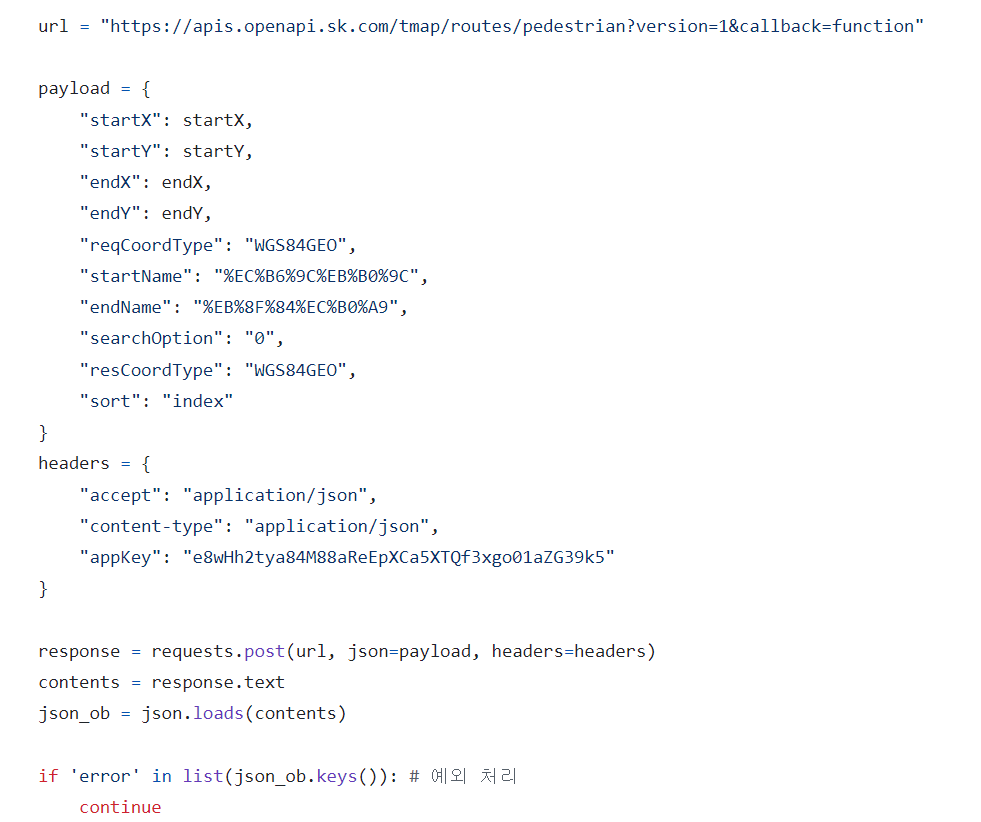 url = "https://apis.openapi.sk.com/tmap/routes/pedestrian?version=1&callback=function"
payload = {
"startX": startX,
"startY": startY,
"endX": endX,
"endY": endY,
"reqCoordType": "WGS84GEO",
"startName": "%EC%B6%9C%EB%B0%9C",
"endName": "%EB%8F%84%EC%B0%A9",
"searchOption": "0",
"resCoordType": "WGS84GEO",
"sort": "index"
}
headers = {
"accept": "application/json",
"content-type": "application/json",
"appKey": "e8wHh2tya84M88aReEpXCa5XTQf3xgo01aZG39k5"
}
response = requests.post(url, json=payload, headers=headers)
contents = response.text
json_ob = json.loads(contents)
if 'error' in list(json_ob.keys()): # 예외 처리
continue